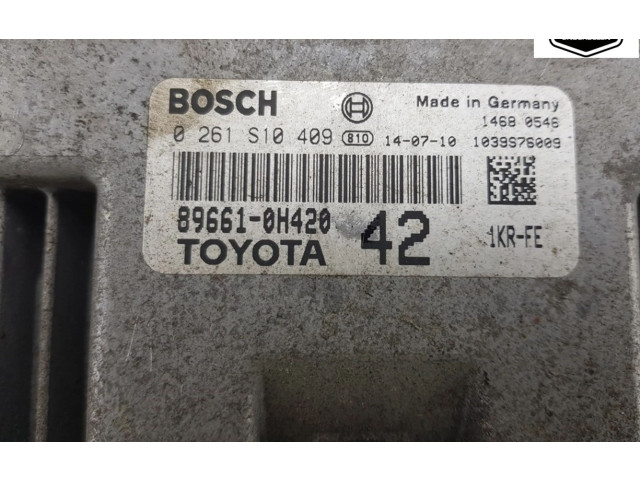 BOSCH
Made in Germany
1468 0546
0 261 S10 409 810 14-07-10 1039S76009
89661-0H420
42
1KR-FE
TOYOTA